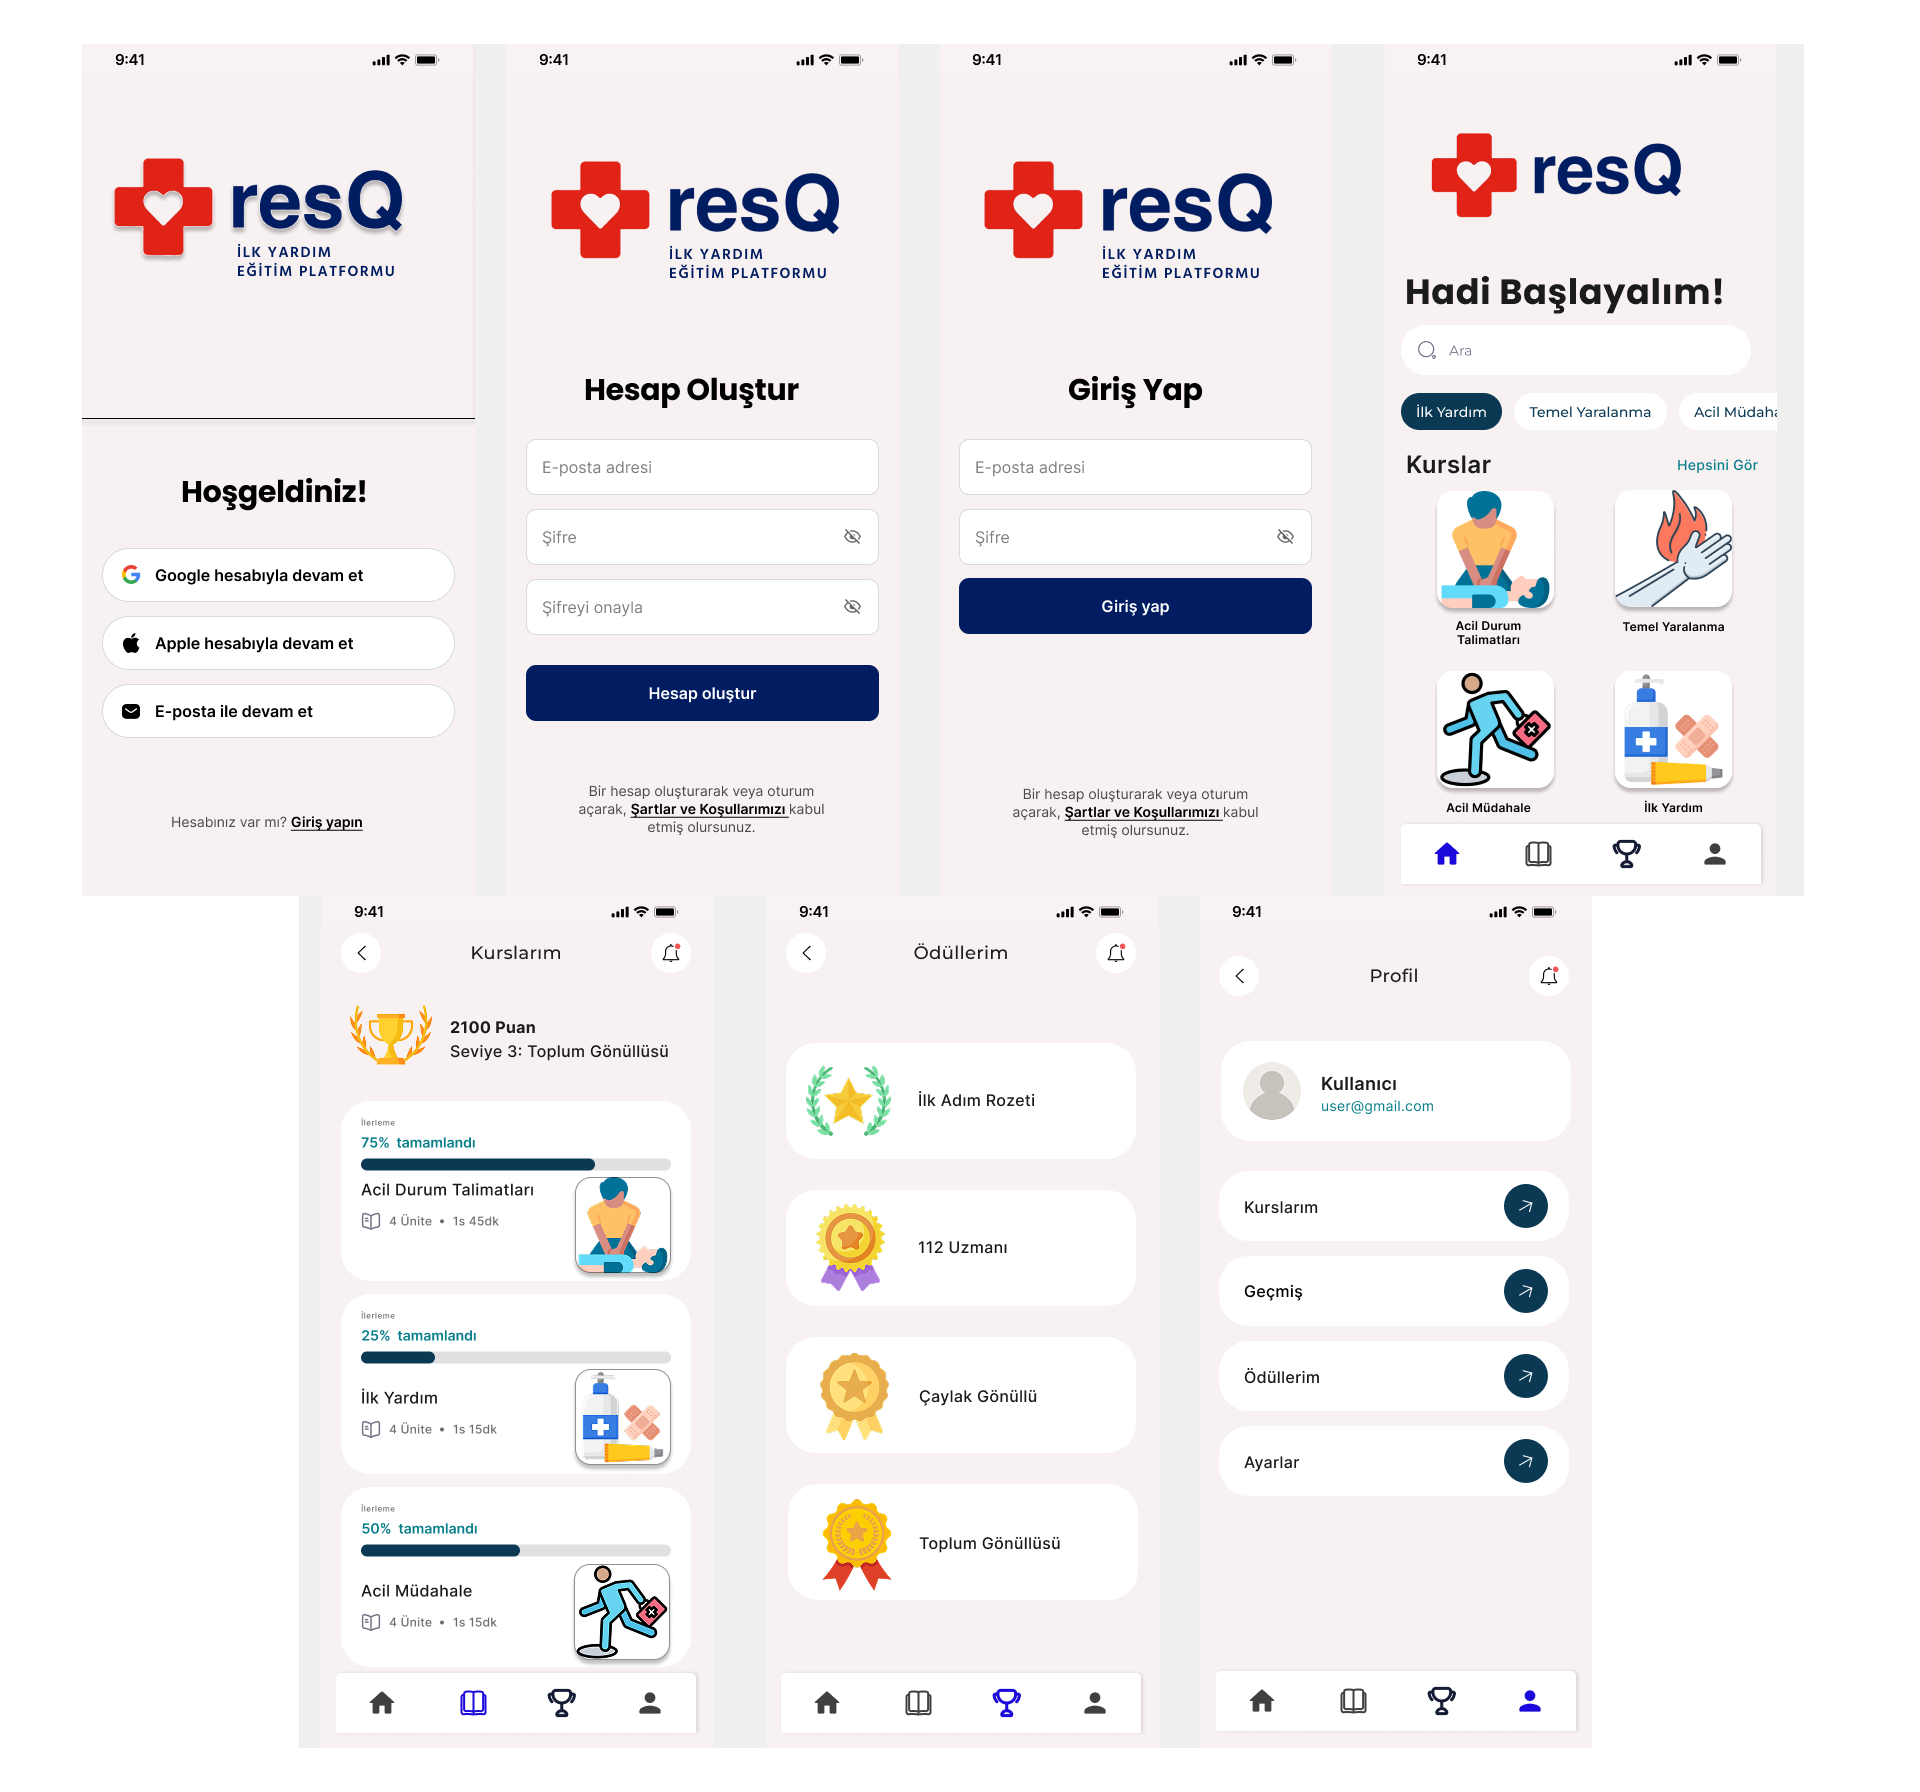 9:41
resQ
İLK YARDIM
EĞİTİM PLATFORMU
Hoşgeldiniz!
Google hesabıyla devam et
Apple hesabıyla devam et
E-posta ile devam et
Hesabınız var mı? Giriş yapın
9:41
resQ
İLK YARDIM
EĞİTİM PLATFORMU
Hesap Oluştur
E-posta adresi
Şifre
Şifreyi onayla
Hesap oluştur
Bir hesap oluşturarak veya oturum
açarak, Şartlar ve Koşullarımızı kabul
etmiş olursunuz.
9:41
resQ
İLK YARDIM
EĞİTİM PLATFORMU
Giriş Yap
E-posta adresi
Şifre
Giriş yap
Bir hesap oluşturarak veya oturum
açarak, Şartlar ve Koşullarımızı kabul
etmiş olursunuz.
9:41
resQ
Hadi Başlayalım!
Ara
İlk Yardım Temel Yaralanma Acil Müdaha
Kurslar Hepsini Gör
Acil Durum
Talimatları
Temel Yaralanma
Acil Müdahale
İlk Yardım
9:41
Kurslarım
2100 Puan
Seviye 3: Toplum Gönüllüsü
İlerleme
75% tamamlandı
Acil Durum Talimatları
4 Ünite • 1s 45dk
İlerleme
25% tamamlandı
İlk Yardım
4 Ünite • 1s 15dk
İlerleme
50% tamamlandı
Acil Müdahale
4 Ünite • 1s 15dk
9:41
Ödüllerim
İlk Adım Rozeti
112 Uzmanı
Çaylak Gönüllü
Toplum Gönüllüsü
9:41
Profil
Kullanıcı
user@gmail.com
Kurslarım
Geçmiş
Ödüllerim
Ayarlar